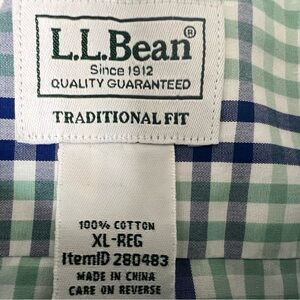 L.L.Bean®
Since 1912
QUALITY GUARANTEED
TRADITIONAL FIT
100% COTTON
XL-REG
ItemID 280483
MADE IN CHINA
CARE ON REVERSE